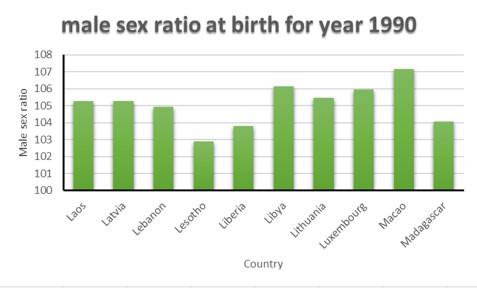 male sex ratio at birth for year 1990
108
107
106
105
104
103
102
101
100
Male sex ratio
Laos
Latvia
Lebanon
Lesotho
Liberia
Libya
Lithuania
Luxembourg
Macao
Madagascar
Country